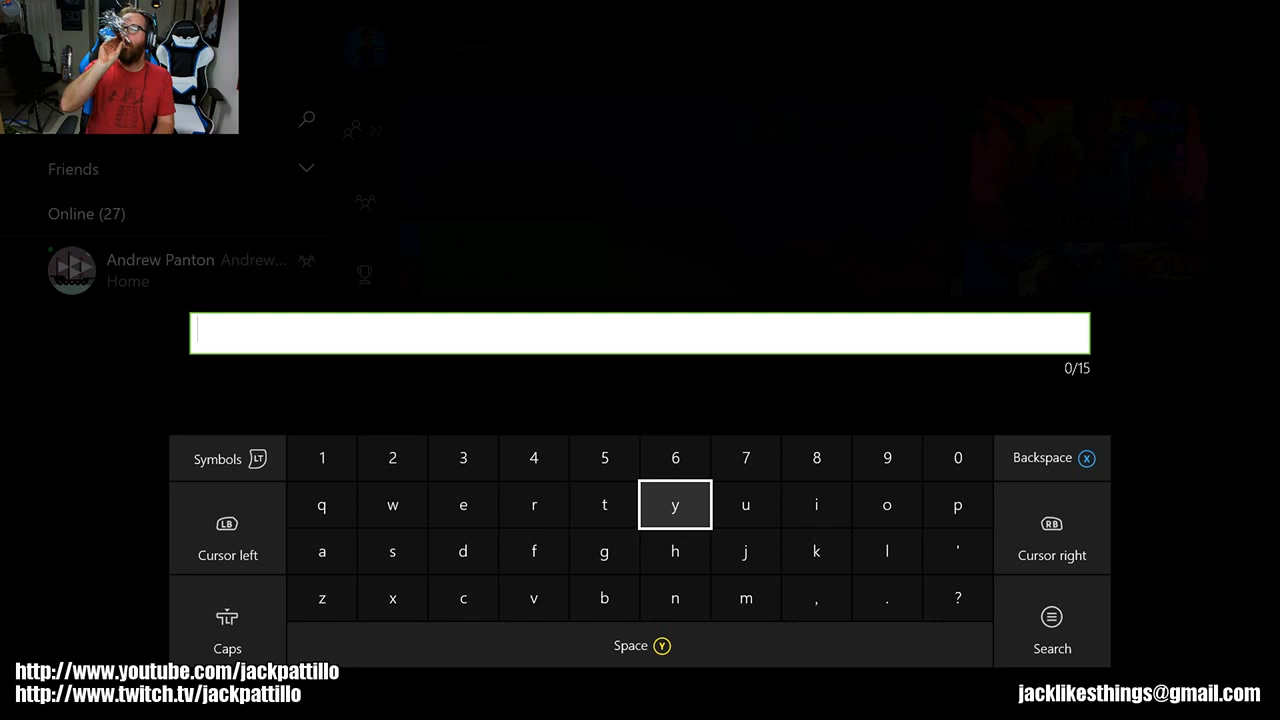 27
Friends
Online (27)
Andrew Panton Andrew...
Home
0/15
Symbols LT 1 2 3 4 5 6 7 8 9 0 Backspace X
q w e r t y u i o p
LB Cursor left a s d f g h j k l ' RB Cursor right
z x c v b n m , . ?
Caps Space Y Search
http://www.youtube.com/jackpattillo
http://www.twitch.tv/jackpattillo
jacklikesthings@gmail.com